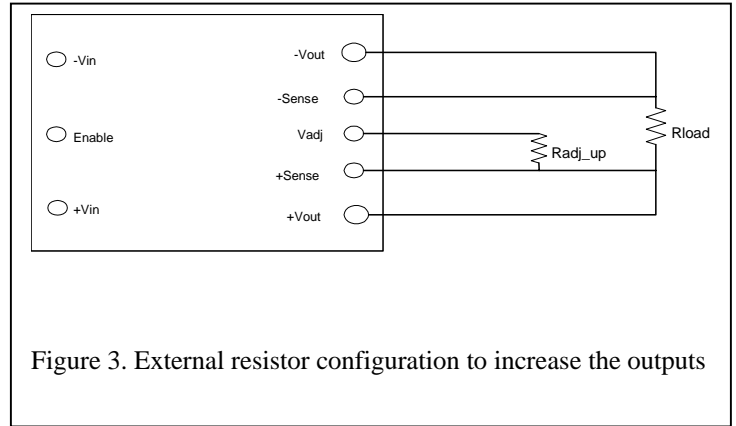 -Vin
-Vout
-Sense
Enable
Vadj
Rload
Radj_up
+Sense
+Vin
+Vout
Figure 3. External resistor configuration to increase the outputs